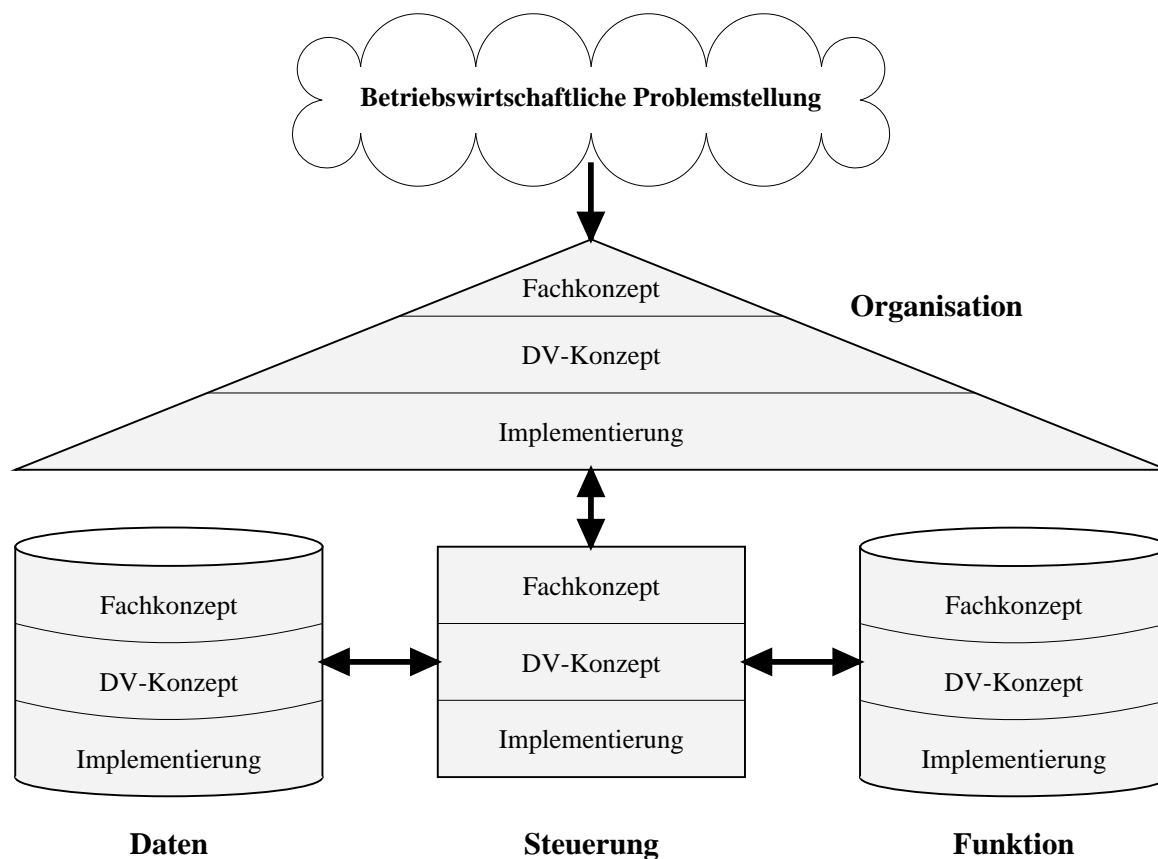 Betriebswirtschaftliche Problemstellung
Fachkonzept
Organisation
DV-Konzept
Implementierung
Fachkonzept
DV-Konzept
Implementierung
Fachkonzept
DV-Konzept
Implementierung
Fachkonzept
DV-Konzept
Implementierung
Daten
Steuerung
Funktion